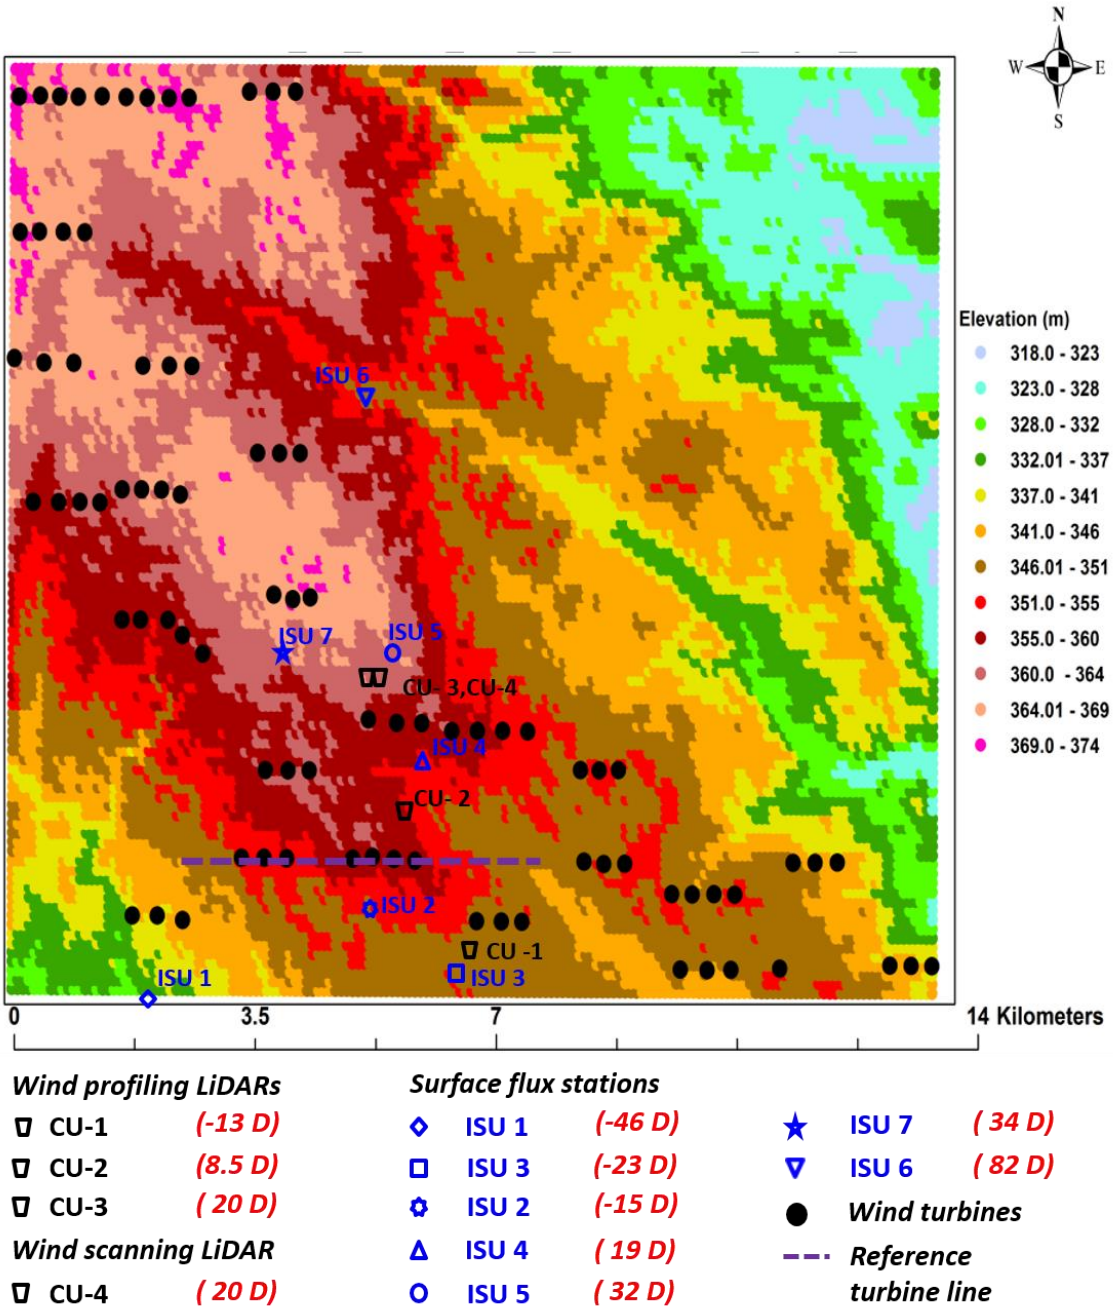 N
W E
S
ISU 6
Elevation (m)
318.0 - 323
323.0 - 328
328.0 - 332
332.01 - 337
337.0 - 341
341.0 - 346
346.01 - 351
351.0 - 355
355.0 - 360
360.0 - 364
364.01 - 369
369.0 - 374
ISU 7
ISU 5
CU- 3,CU-4
ISU 4
CU- 2
ISU 2
CU -1
ISU 1
ISU 3
0 3.5 7 14 Kilometers
Wind profiling LiDARs
CU-1 (-13 D)
CU-2 (8.5 D)
CU-3 ( 20 D)
Wind scanning LiDAR
CU-4 ( 20 D)
Surface flux stations
ISU 1 (-46 D)
ISU 3 (-23 D)
ISU 2 (-15 D)
ISU 4 ( 19 D)
ISU 5 ( 32 D)
ISU 7 ( 34 D)
ISU 6 ( 82 D)
Wind turbines
Reference
turbine line